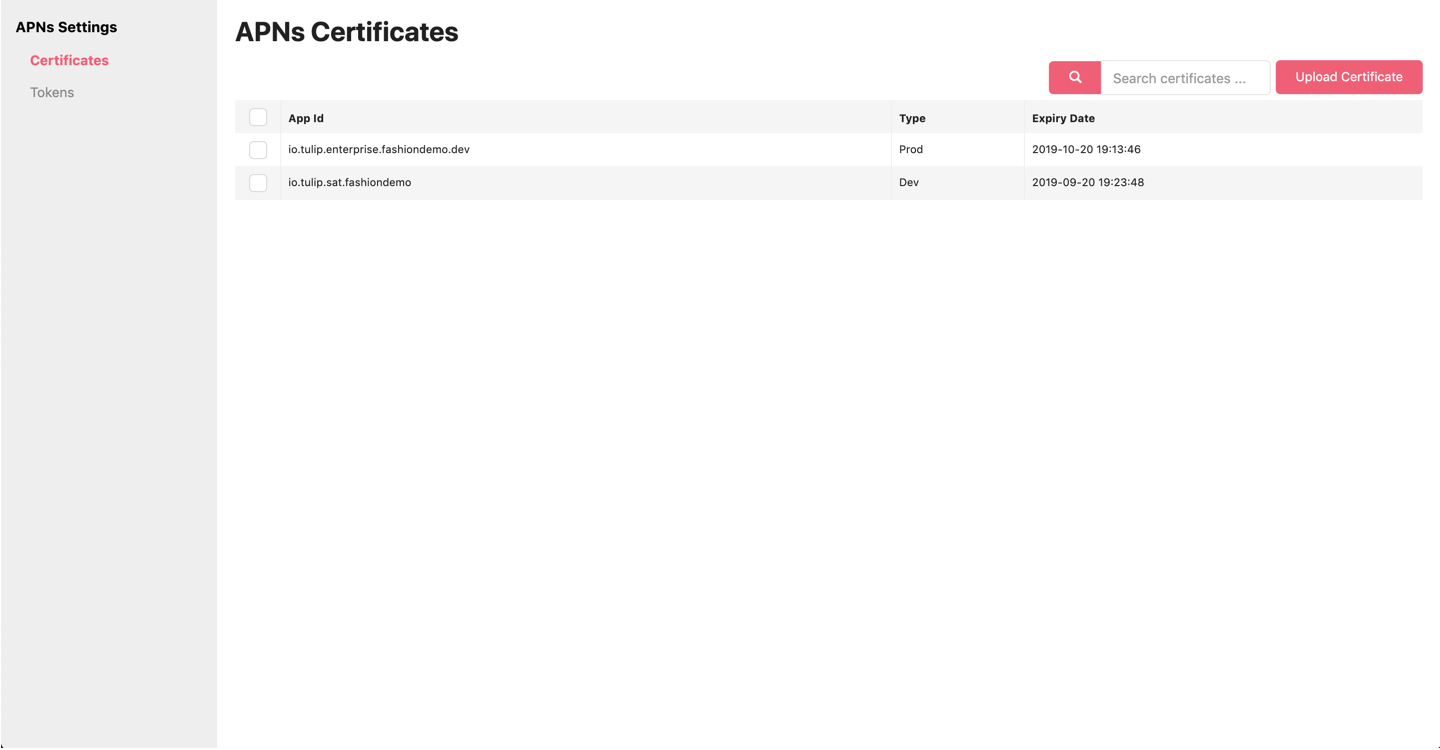 APNs Settings
Certificates
Tokens
APNs Certificates
Search certificates ... Upload Certificate
App Id Type Expiry Date
io.tulip.enterprise.fashiondemo.dev Prod 2019-10-20 19:13:46
io.tulip.sat.fashiondemo Dev 2019-09-20 19:23:48